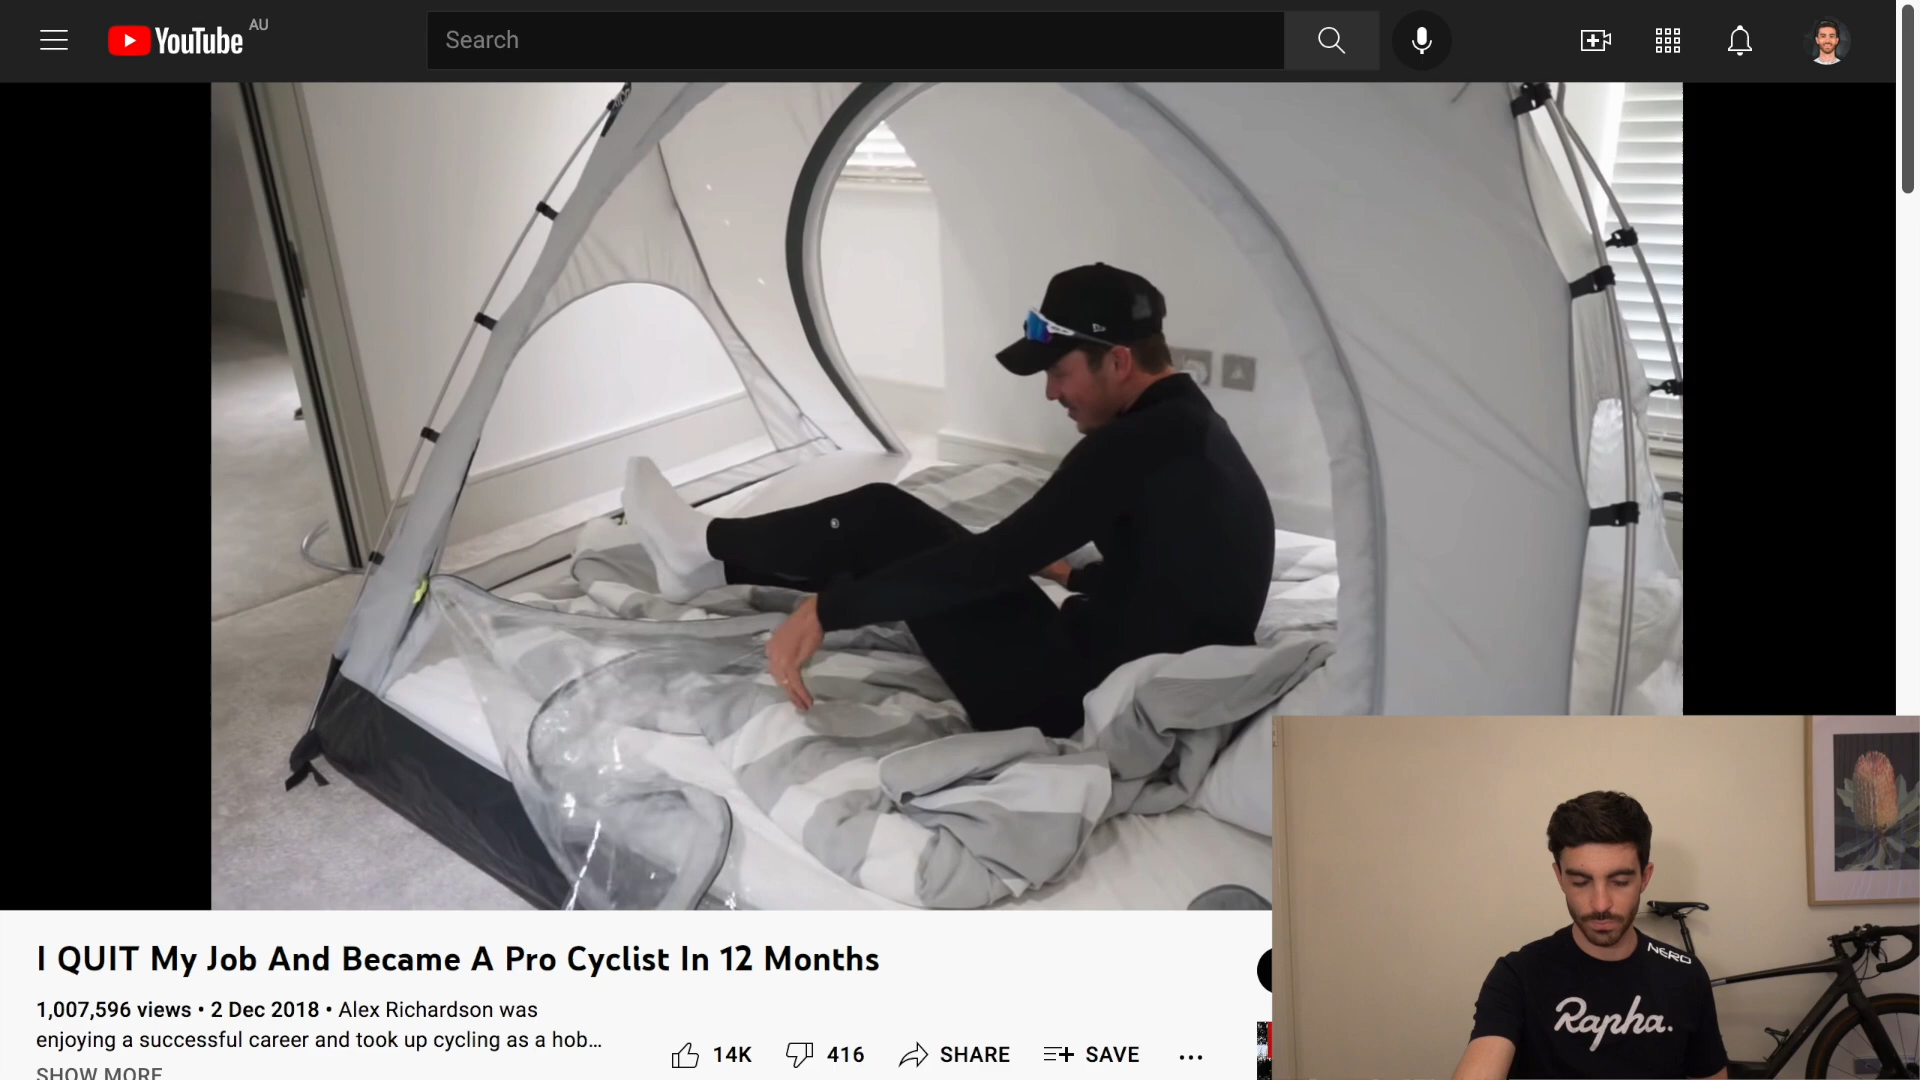 YouTube AU
Search
I QUIT My Job And Became A Pro Cyclist In 12 Months
1,007,596 views • 2 Dec 2018 • Alex Richardson was
enjoying a successful career and took up cycling as a hob...
14K
416
SHARE
SAVE
SHOW MORE
NERO
Rapha.